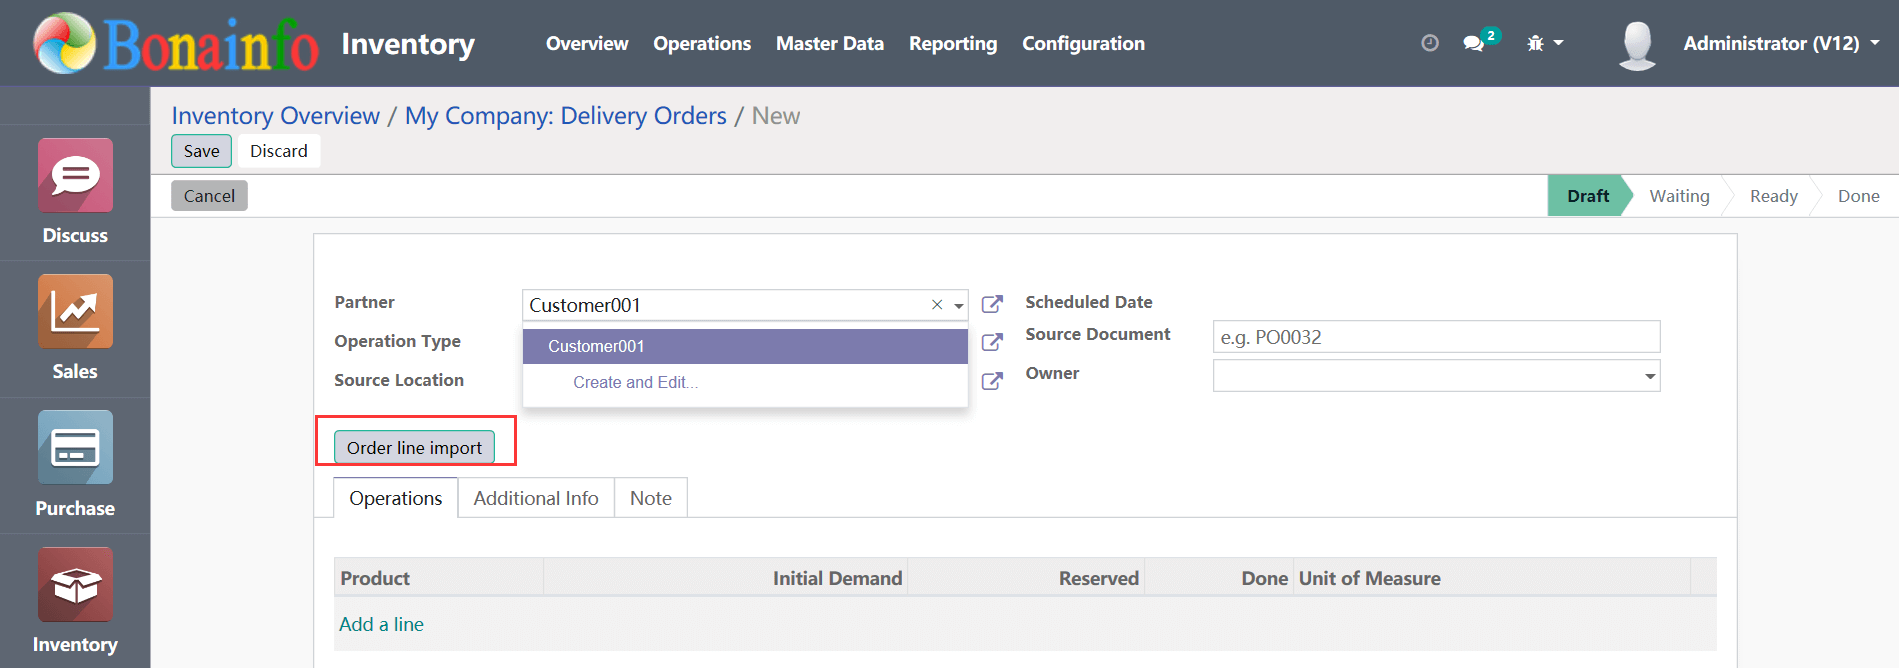 Bonainfo Inventory Overview Operations Master Data Reporting Configuration 2 Administrator (V12)
Inventory Overview / My Company: Delivery Orders / New
Save Discard
Cancel Draft Waiting Ready Done
Discuss
Sales
Purchase
Inventory
Partner Customer001 × Scheduled Date
Operation Type Customer001 Source Document e.g. PO0032
Source Location Create and Edit... Owner
Order line import
Operations Additional Info Note
Product Initial Demand Reserved Done Unit of Measure
Add a line